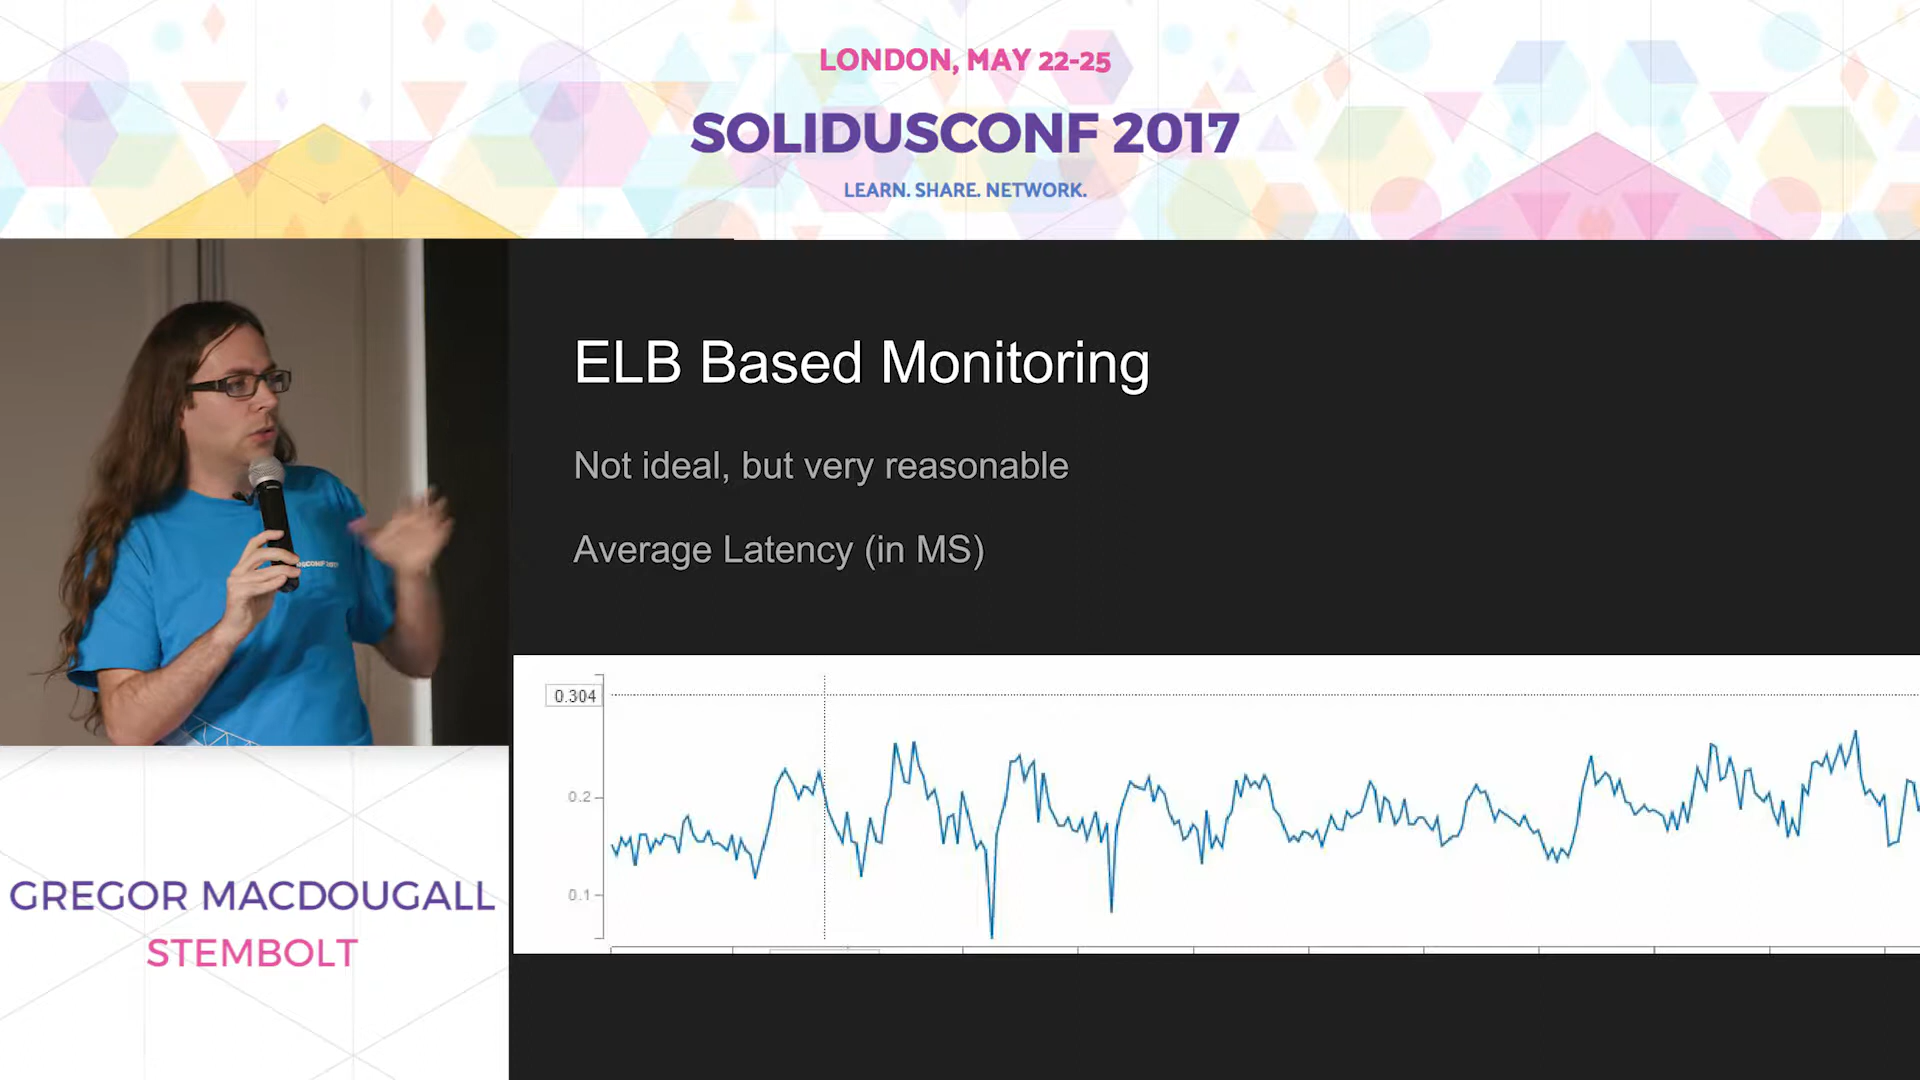 LONDON, MAY 22-25
SOLIDUSCONF 2017
LEARN. SHARE. NETWORK.
ELB Based Monitoring
Not ideal, but very reasonable
Average Latency (in MS)
0.304
0.2
0.1
GREGOR MACDOUGALL
STEMBOLT